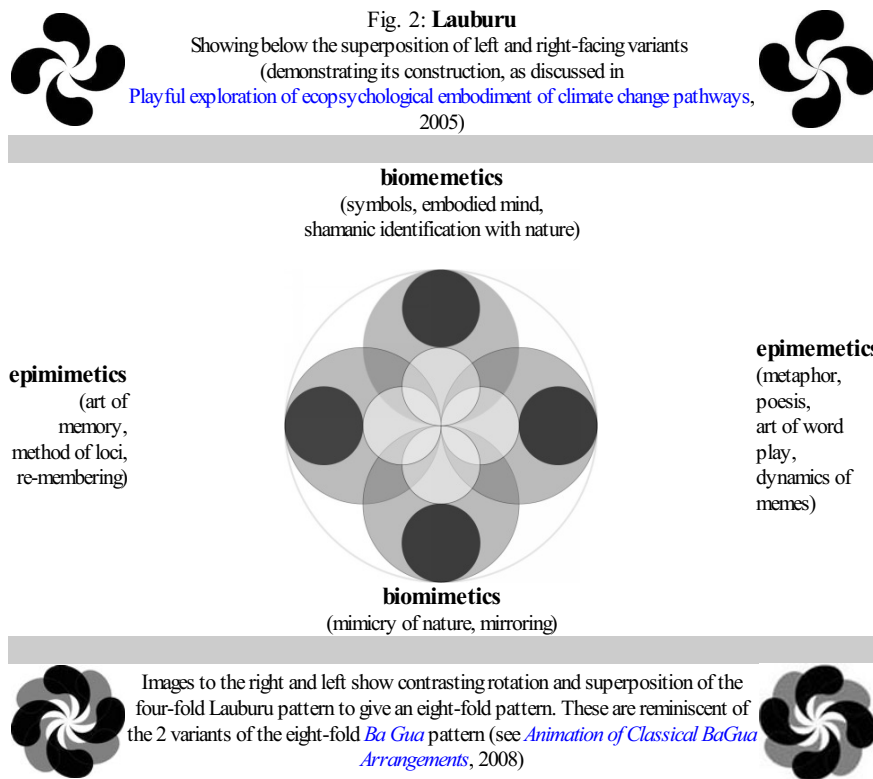 Fig. 2: Lauburu
Showing below the superposition of left and right-facing variants
(demonstrating its construction, as discussed in
Playful exploration of ecopsychological embodiment of climate change pathways,
2005)
biomemetics
(symbols, embodied mind,
shamanic identification with nature)
epimimetics
(art of
memory,
method of loci,
re-membering)
epimemetics
(metaphor,
poesis,
art of word
play,
dynamics of
memes)
biomimetics
(mimicry of nature, mirroring)
Images to the right and left show contrasting rotation and superposition of the
four-fold Lauburu pattern to give an eight-fold pattern. These are reminiscent of
the 2 variants of the eight-fold Ba Gua pattern (see Animation of Classical BaGua
Arrangements, 2008)